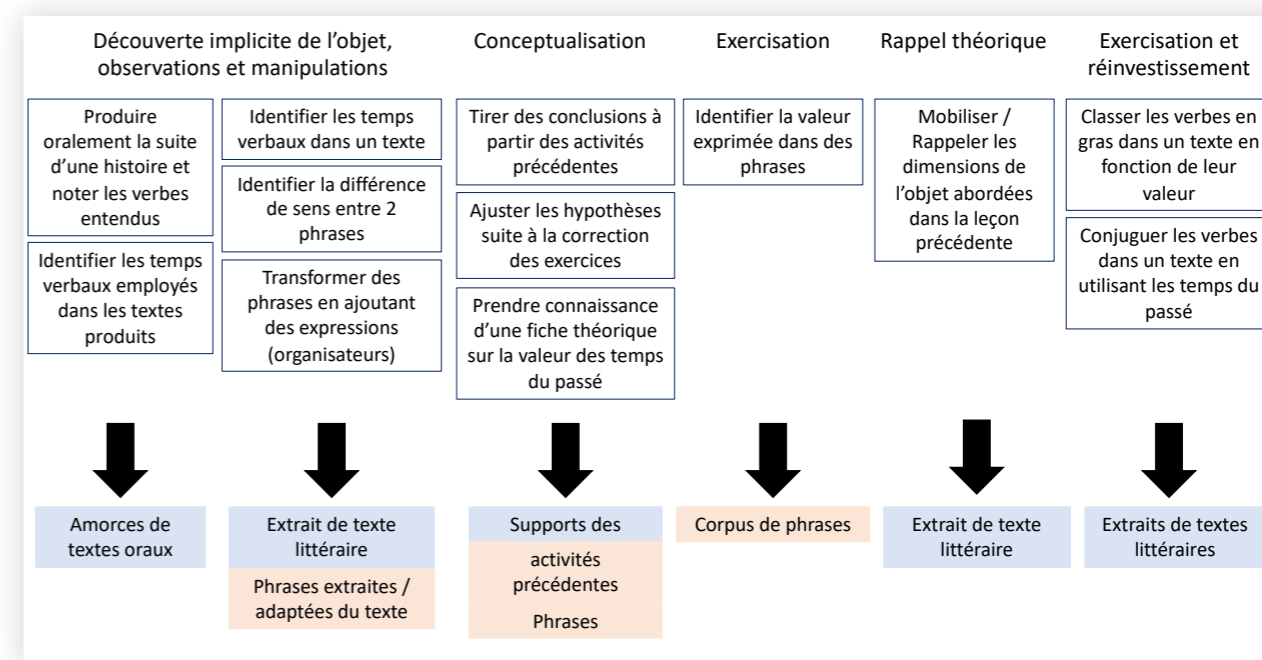 Découverte implicite de l’objet,
observations et manipulations
Conceptualisation
Exercisation
Rappel théorique
Exercisation et
réinvestissement
Produire
oralement la suite
d’une histoire et
noter les verbes
entendus
Identifier les temps
verbaux employés
dans les textes
produits
Identifier les temps
verbaux dans un texte
Identifier la différence
de sens entre 2
phrases
Transformer des
phrases en ajoutant
des expressions
(organisateurs)
Tirer des conclusions à
partir des activités
précédentes
Ajuster les hypothèses
suite à la correction
des exercices
Prendre connaissance
d’une fiche théorique
sur la valeur des temps
du passé
Identifier la valeur
exprimée dans des
phrases
Mobiliser /
Rappeler les
dimensions de
l’objet abordées
dans la leçon
précédente
Classer les verbes en
gras dans un texte en
fonction de leur
valeur
Conjuguer les verbes
dans un texte en
utilisant les temps du
passé
Amorces de
textes oraux
Extrait de texte
littéraire
Phrases extraites /
adaptées du texte
Supports des
activités
précédentes
Phrases
Corpus de phrases
Extrait de texte
littéraire
Extraits de textes
littéraires